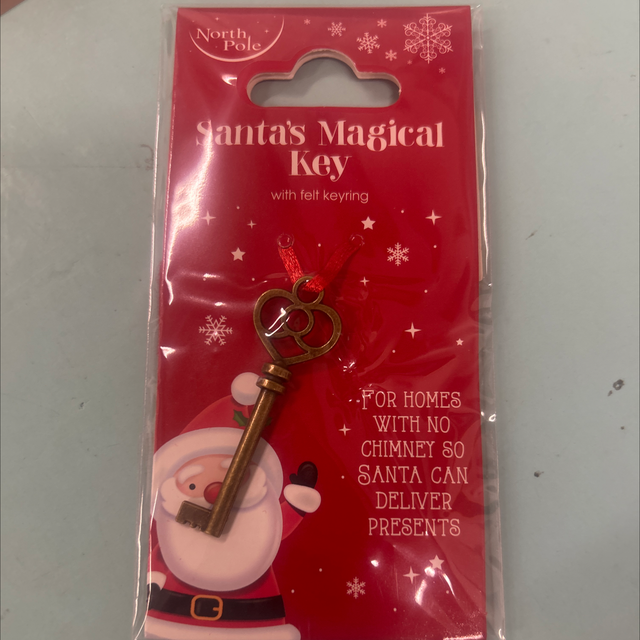 North
Pole
Santa's Magical
Key
with felt keyring
FOR HOMES
WITH NO
CHIMNEY SO
SANTA CAN
DELIVER
PRESENTS